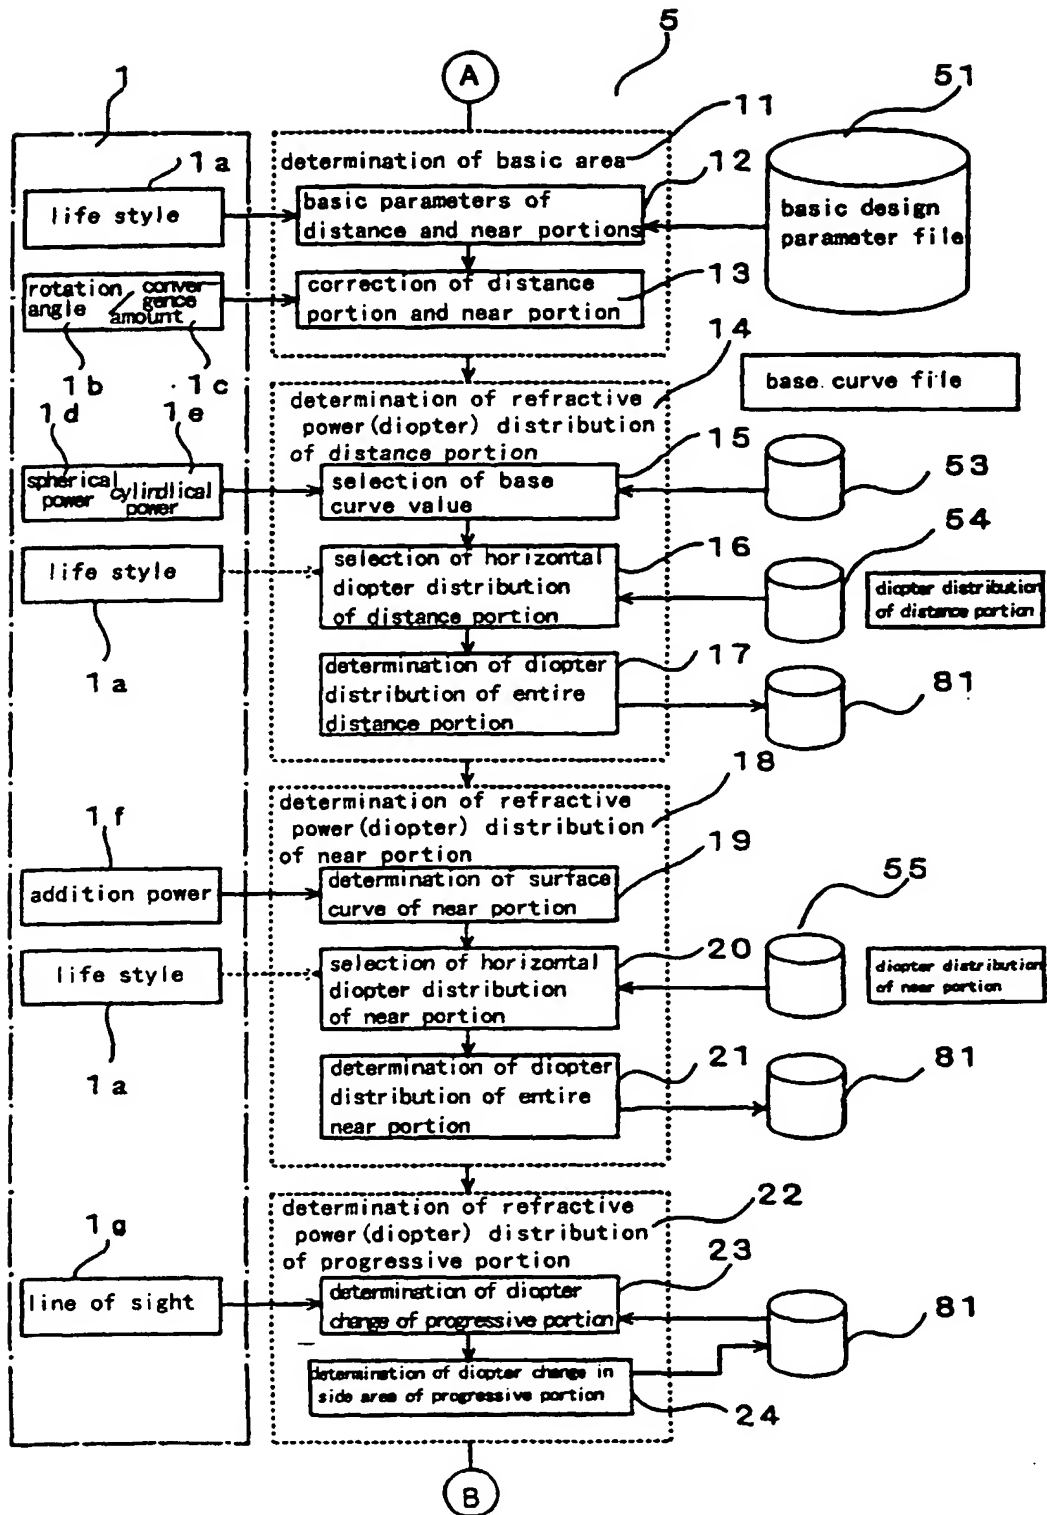 5
A
1
51
11
determination of basic area
1a
12
life style
basic parameters of
distance and near portions
basic design
parameter file
13
rotation
angle
conver-
gence
amount
correction of distance
portion and near portion
14
1b
1c
base curve file
determination of refractive
power(diopter) distribution
of distance portion
1d
1e
15
spherical
power
cylindlical
power
selection of base
curve value
53
54
16
life style
selection of horizontal
diopter distribution
of distance portion
diopter distribution
of distance portion
17
1a
determination of diopter
distribution of entire
distance portion
81
18
determination of refractive
power(diopter) distribution
of near portion
1f
19
addition power
determination of surface
curve of near portion
55
20
life style
selection of horizontal
diopter distribution
of near portion
diopter distribution
of near portion
21
1a
determination of diopter
distribution of entire
near portion
81
22
determination of refractive
power(diopter) distribution
of progressive portion
1g
23
line of sight
determination of diopter
change of progressive portion
81
determination of diopter change in
side area of progressive portion
24
B